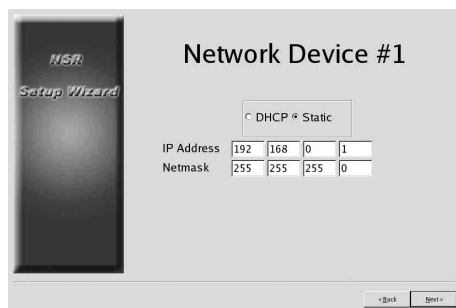 NSR
Setup Wizard
Network Device #1
DHCP Static
IP Address 192 168 0 1
Netmask 255 255 255 0
< Back Next >